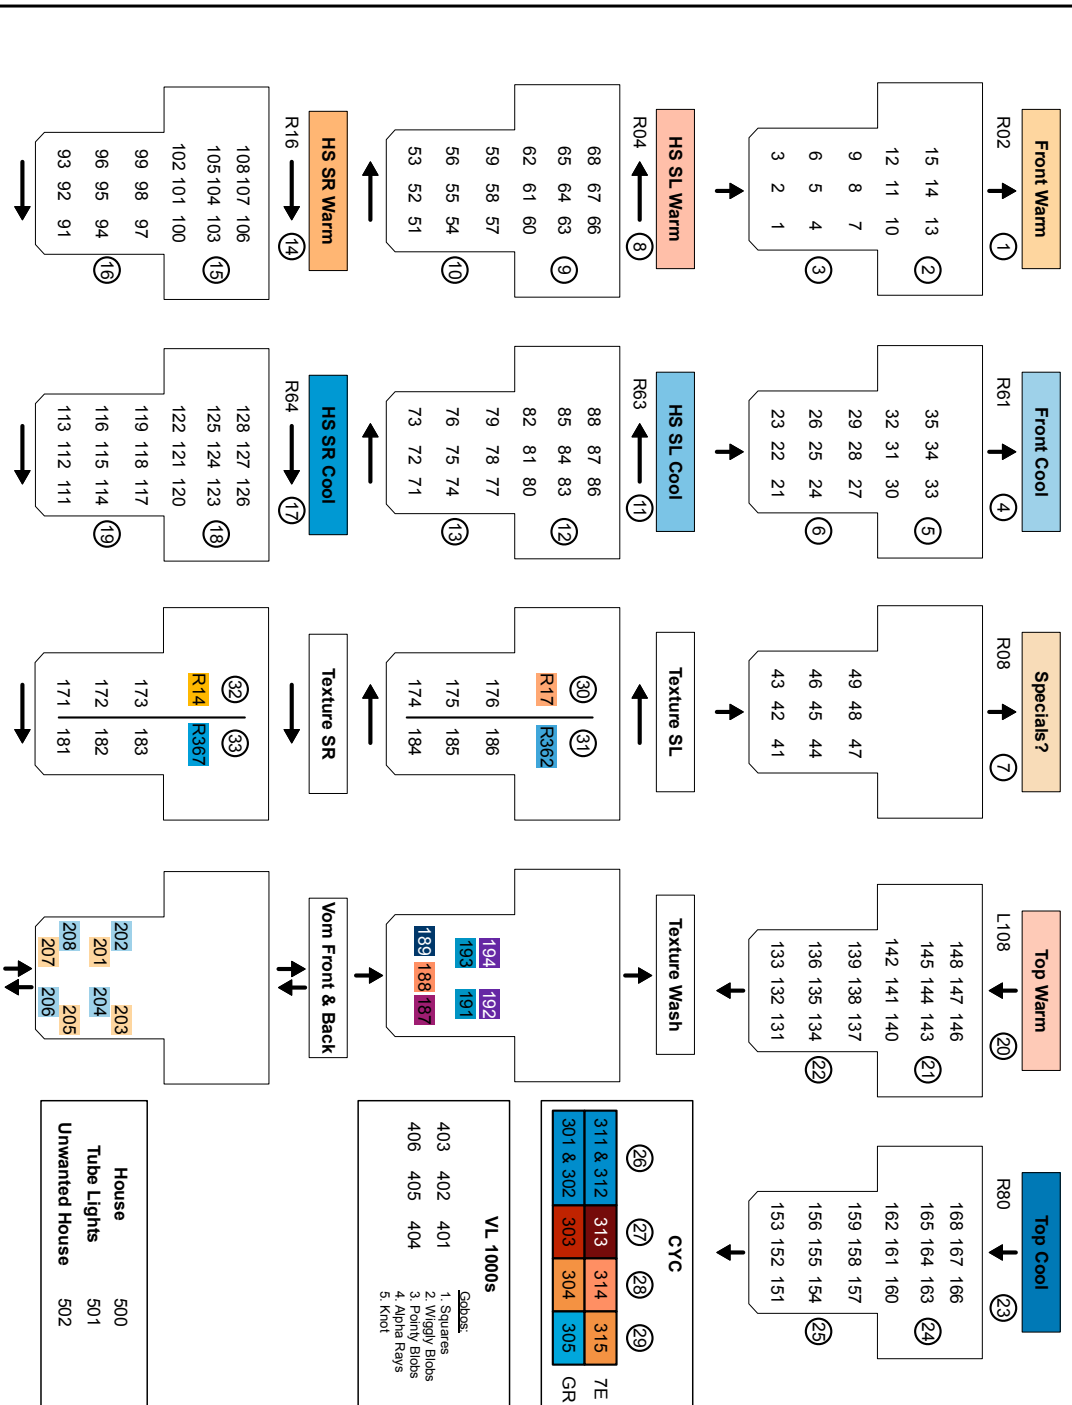 Front Warm
R02 1
15 14 13 2
12 11 10
9 8 7
6 5 4 3
3 2 1
Front Cool
R61 4
35 34 33 5
32 31 30
29 28 27
26 25 24 6
23 22 21
Specials?
R08 7
49 48 47
46 45 44
43 42 41
Top Warm
L108 20
148 147 146
145 144 143 21
142 141 140
139 138 137
136 135 134 22
133 132 131
Top Cool
R80 23
168 167 166
165 164 163 24
162 161 160
159 158 157
156 155 154 25
153 152 151
HS SL Warm
R04 8
68 67 66
65 64 63 9
62 61 60
59 58 57
56 55 54 10
53 52 51
HS SL Cool
R63 11
88 87 86
85 84 83 12
82 81 80
79 78 77
76 75 74 13
73 72 71
Texture SL
30 31
R17 R362
176 186
175 185
174 184
Texture Wash
194 192
193 191
189 188 187
CYC
26 27 28 29
311 & 312 313 314 315 7E
301 & 302 303 304 305 GR
HS SR Warm
R16 14
108 107 106
105 104 103 15
102 101 100
99 98 97
96 95 94 16
93 92 91
HS SR Cool
R64 17
128 127 126
125 124 123 18
122 121 120
119 118 117
116 115 114 19
113 112 111
Texture SR
32 33
R14 R367
173 183
172 182
171 181
Vom Front & Back
202 203
201 204
208 205
207 206
VL 1000s
403 402 401
406 405 404
Gobos:
1. Squares
2. Wiggly Blobs
3. Pointy Blobs
4. Alpha Rays
5. Knot
House 500
Tube Lights 501
Unwanted House 502